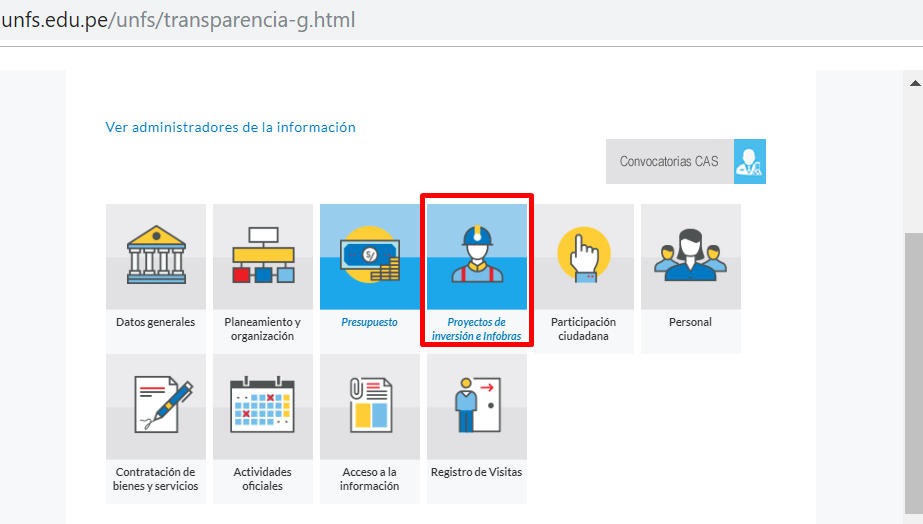 unfs.edu.pe/unfs/transparencia-g.html
Ver administradores de la información
Convocatorias CAS
S/
Datos generales
Planeamiento y
organización
Presupuesto
Proyectos de
inversión e Infobras
Participación
ciudadana
Personal
Contratación de
bienes y servicios
Actividades
oficiales
Acceso a la
información
Registro de Visitas